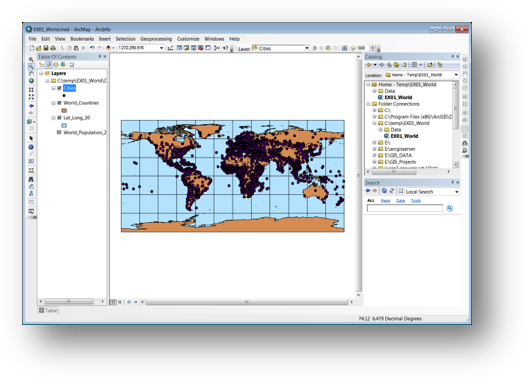 EX01_World.mxd - ArcMap - ArcInfo
File Edit View Bookmarks Insert Selection Geoprocessing Customize Windows Help
1:272,290,976
Layer: Cities
Table Of Contents
Layers
C:\temp\EX01_World\
Cities
World_Countries
Lat_Long_30
World_Population_2
Table
Catalog
Location: Home - Temp\EX01_World
Home - Temp\EX01_World
Data
EX01_World
Folder Connections
C:\
C:\Program Files (x86)\ArcGIS\
C:\temp\EX01_World
Data
EX01_World
E:\
E:\arcgisserver
E:\GIS_DATA
E:\GIS_Projects
Search
Local Search
ALL Maps Data Tools
74.12 6.479 Decimal Degrees